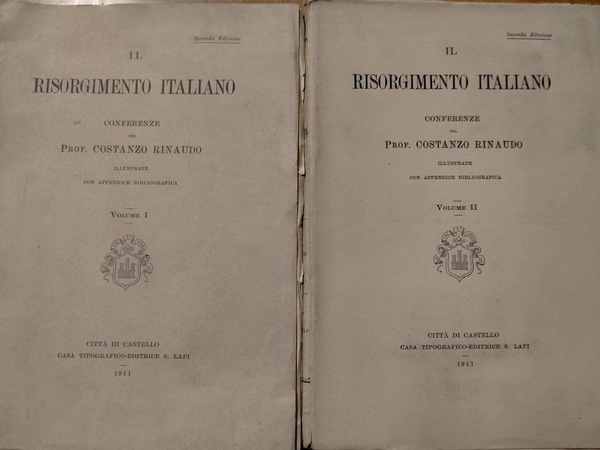 Seconda Edizione
IL
RISORGIMENTO ITALIANO
CONFERENZE
DEL
PROF. COSTANZO RINAUDO
ILLUSTRATE
CON APPENDICE BIBLIOGRAFICA
VOLUME I
CITTÀ DI CASTELLO
CASA TIPOGRAFICO-EDITRICE S. LAPI
1911
Seconda Edizione
IL
RISORGIMENTO ITALIANO
CONFERENZE
DEL
PROF. COSTANZO RINAUDO
ILLUSTRATE
CON APPENDICE BIBLIOGRAFICA
VOLUME II
CITTÀ DI CASTELLO
CASA TIPOGRAFICO-EDITRICE S. LAPI
1911